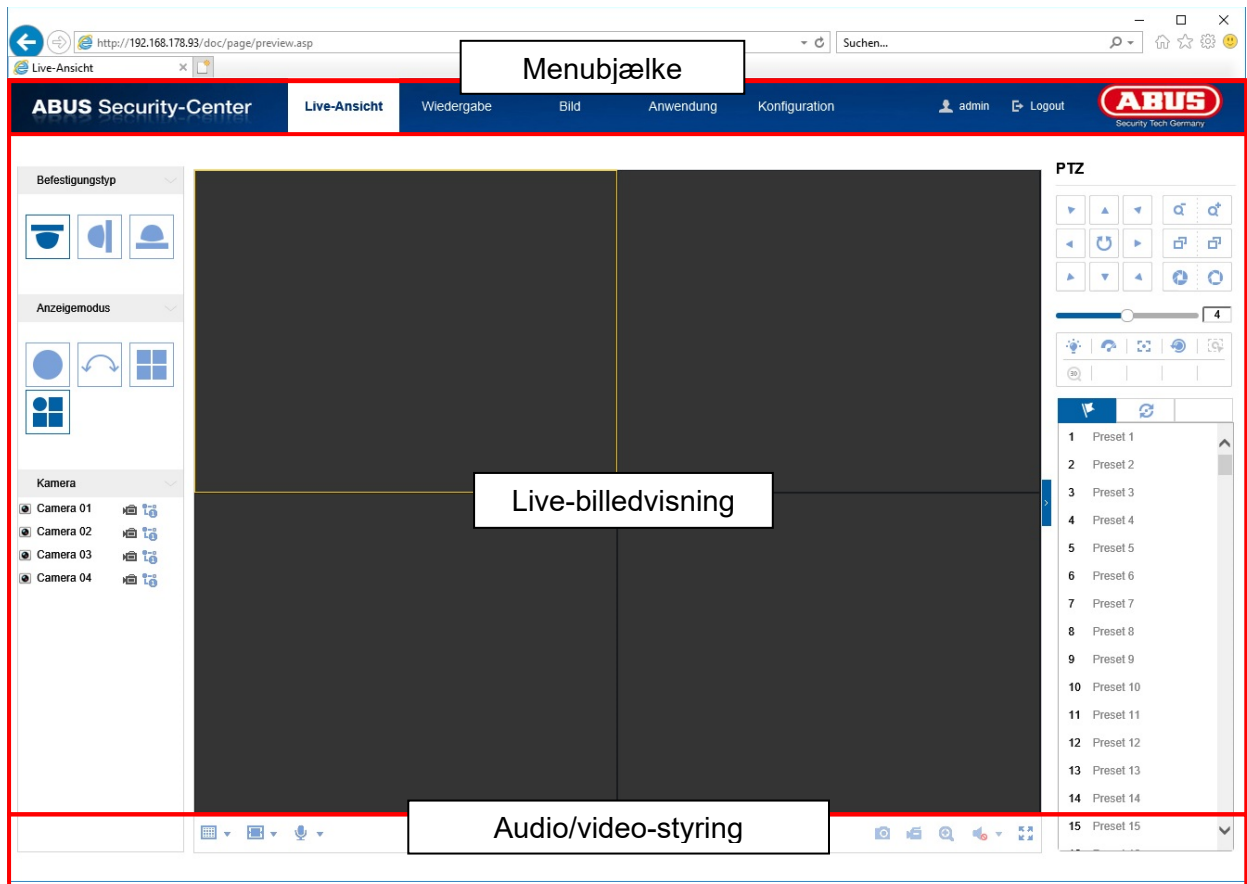 http://192.168.178.93/doc/page/preview.asp
Suchen...
Live-Ansicht
Menubjælke
ABUS Security-Center
Live-Ansicht
Wiedergabe
Bild
Anwendung
Konfiguration
admin
Logout
ABUS
Security Tech Germany
Befestigungstyp
Anzeigemodus
Kamera
Camera 01
Camera 02
Camera 03
Camera 04
Live-billedvisning
PTZ
4
3D
1 Preset 1
2 Preset 2
3 Preset 3
4 Preset 4
5 Preset 5
6 Preset 6
7 Preset 7
8 Preset 8
9 Preset 9
10 Preset 10
11 Preset 11
12 Preset 12
13 Preset 13
14 Preset 14
15 Preset 15
Audio/video-styring